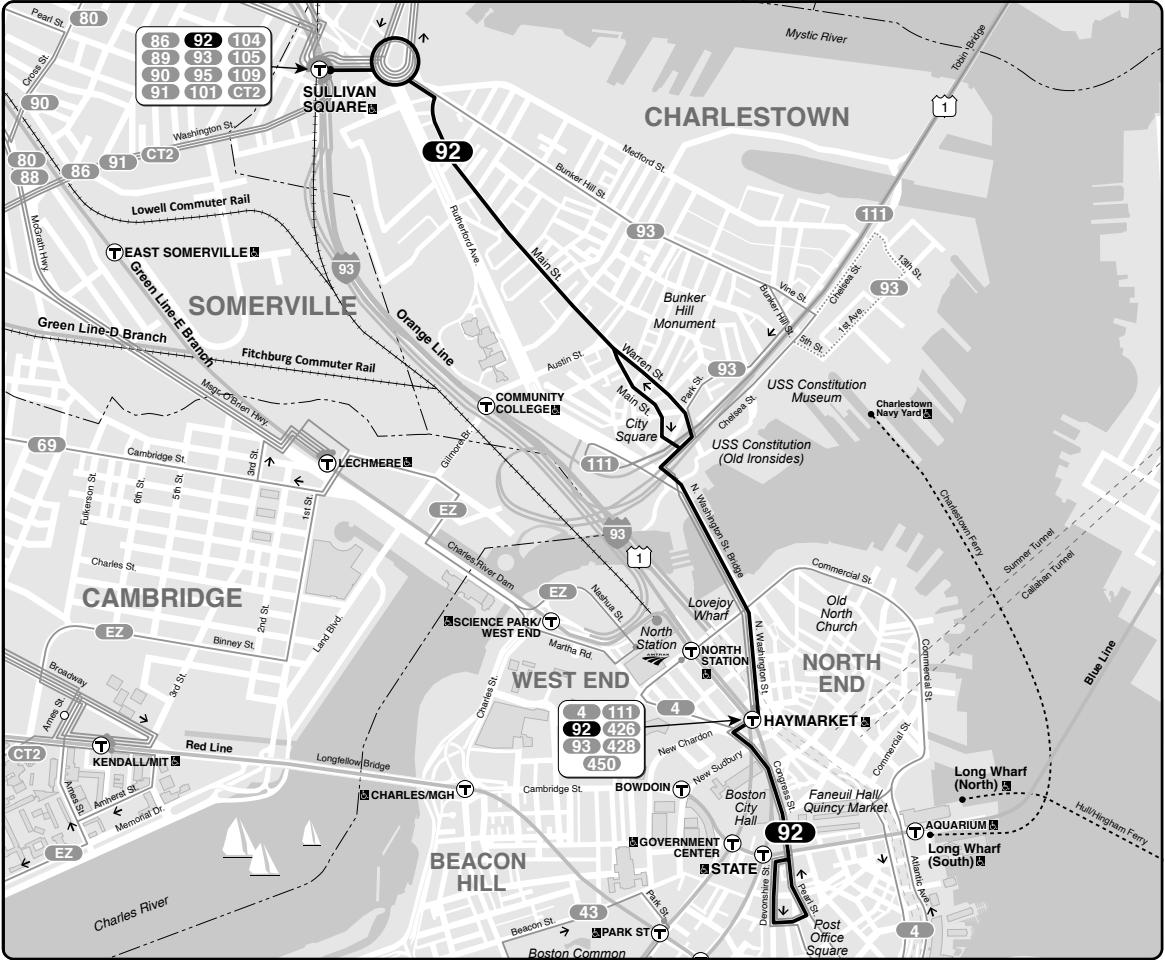 Pearl St.
80
86 92 104
89 93 105
90 95 109
91 101 CT2
SULLIVAN
SQUARE
Mystic River
Tobin Bridge
1
CHARLESTOWN
Cross St.
90
Washington St.
80
88
86
91
CT2
92
Medford St.
Bunker Hill St.
93
111
Lowell Commuter Rail
McGrath Hwy.
EAST SOMERVILLE
Rutherford Ave.
Main St.
93
13th St.
Chelsea St.
93
Vine St.
Bunker Hill St.
1st Ave.
5th St.
SOMERVILLE
Green Line-E Branch
Orange Line
Bunker
Hill
Monument
Green Line-D Branch
Fitchburg Commuter Rail
Austin St.
Warren St.
93
Park St.
Chelsea St.
Main St.
City
Square
USS Constitution
Museum
Charlestown
Navy Yard
COMMUNITY
COLLEGE
Msgr. O'Brien Hwy.
Gilmore Br.
USS Constitution
(Old Ironsides)
69
Cambridge St.
3rd St.
LECHMERE
111
Fulkerson St.
6th St.
5th St.
1st St.
EZ
N. Washington St. Bridge
93
1
Charlestown Ferry
Sumner Tunnel
Callahan Tunnel
Charles St.
Charles River Dam
EZ
Nashua St.
Commercial St.
CAMBRIDGE
2nd St.
Land Blvd.
EZ
Binney St.
SCIENCE PARK/
WEST END
Martha Rd.
North
Station
AMTRAK
Lovejoy
Wharf
NORTH
STATION
N. Washington St.
Old
North
Church
NORTH
END
Commercial St.
Blue Line
Broadway
3rd St.
Ames St.
WEST END
Charles St.
4 111
92 426
93 428
450
4
HAYMARKET
New Chardon
New Sudbury
Commercial St.
CT2
KENDALL/MIT
Red Line
Longfellow Bridge
CHARLES/MGH
Cambridge St.
BOWDOIN
Boston
City
Hall
Congress St.
Faneuil Hall/
Quincy Market
Long Wharf
(North)
Ames St.
Amherst St.
Memorial Dr.
EZ
GOVERNMENT
CENTER
STATE
92
AQUARIUM
Long Wharf
(South)
Hull/Hingham Ferry
BEACON
HILL
Charles River
43
Beacon St.
Park St.
PARK ST
Boston Common
Devonshire St.
Pearl St.
Post
Office
Square
Atlantic Ave.
4